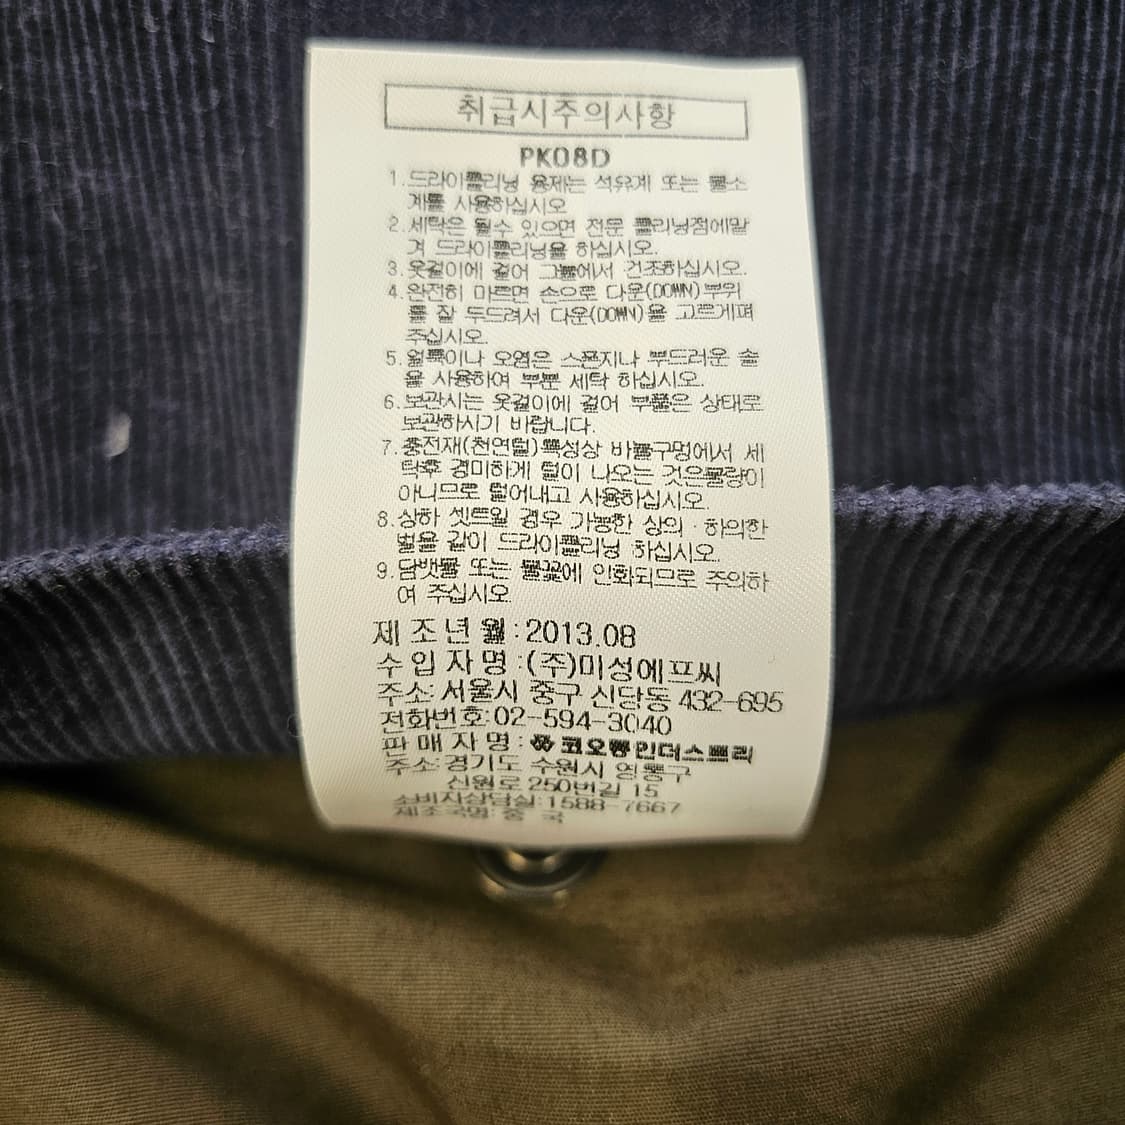 취급시주의사항
PK08D
1.드라이클리닝 용제는 석유계 또는 불소
계를 사용하십시오
2.세탁은 될수 있으면 전문 클리닝점에맡
겨 드라이클리닝을 하십시오.
3.옷걸이에 걸어 그늘에서 건조하십시오.
4.완전히 마르면 손으로 다운(DOWN)부위
를 잘 두드려서 다운(DOWN)을 고르게펴
주십시오.
5.얼룩이나 오염은 스폰지나 부드러운 솔
을 사용하여 부분 세탁 하십시오.
6.보관시는 옷걸이에 걸어 부풀은 상태로
보관하시기 바랍니다.
7.충전재(천연털)특성상 바늘구멍에서 세
탁후 경미하게 털이 나오는 것은불량이
아니므로 털어내고 사용하십시오.
8.상하 셋트일 경우 가능한 상의·하의한
벌을 같이 드라이클리닝 하십시오.
9.담뱃불 또는 불꽃에 인화되므로 주의하
여 주십시오.
제 조 년 월:2013.08
수 입 자 명:(주)미성에프씨
주소:서울시 중구 신당동 432-695
전화번호:02-594-3040
판 매 자 명:코오롱인더스트리
주소:경기도 수원시 영통구
신원로 250번길 15
소비자상담실:1588-7667
제조국명:중 국